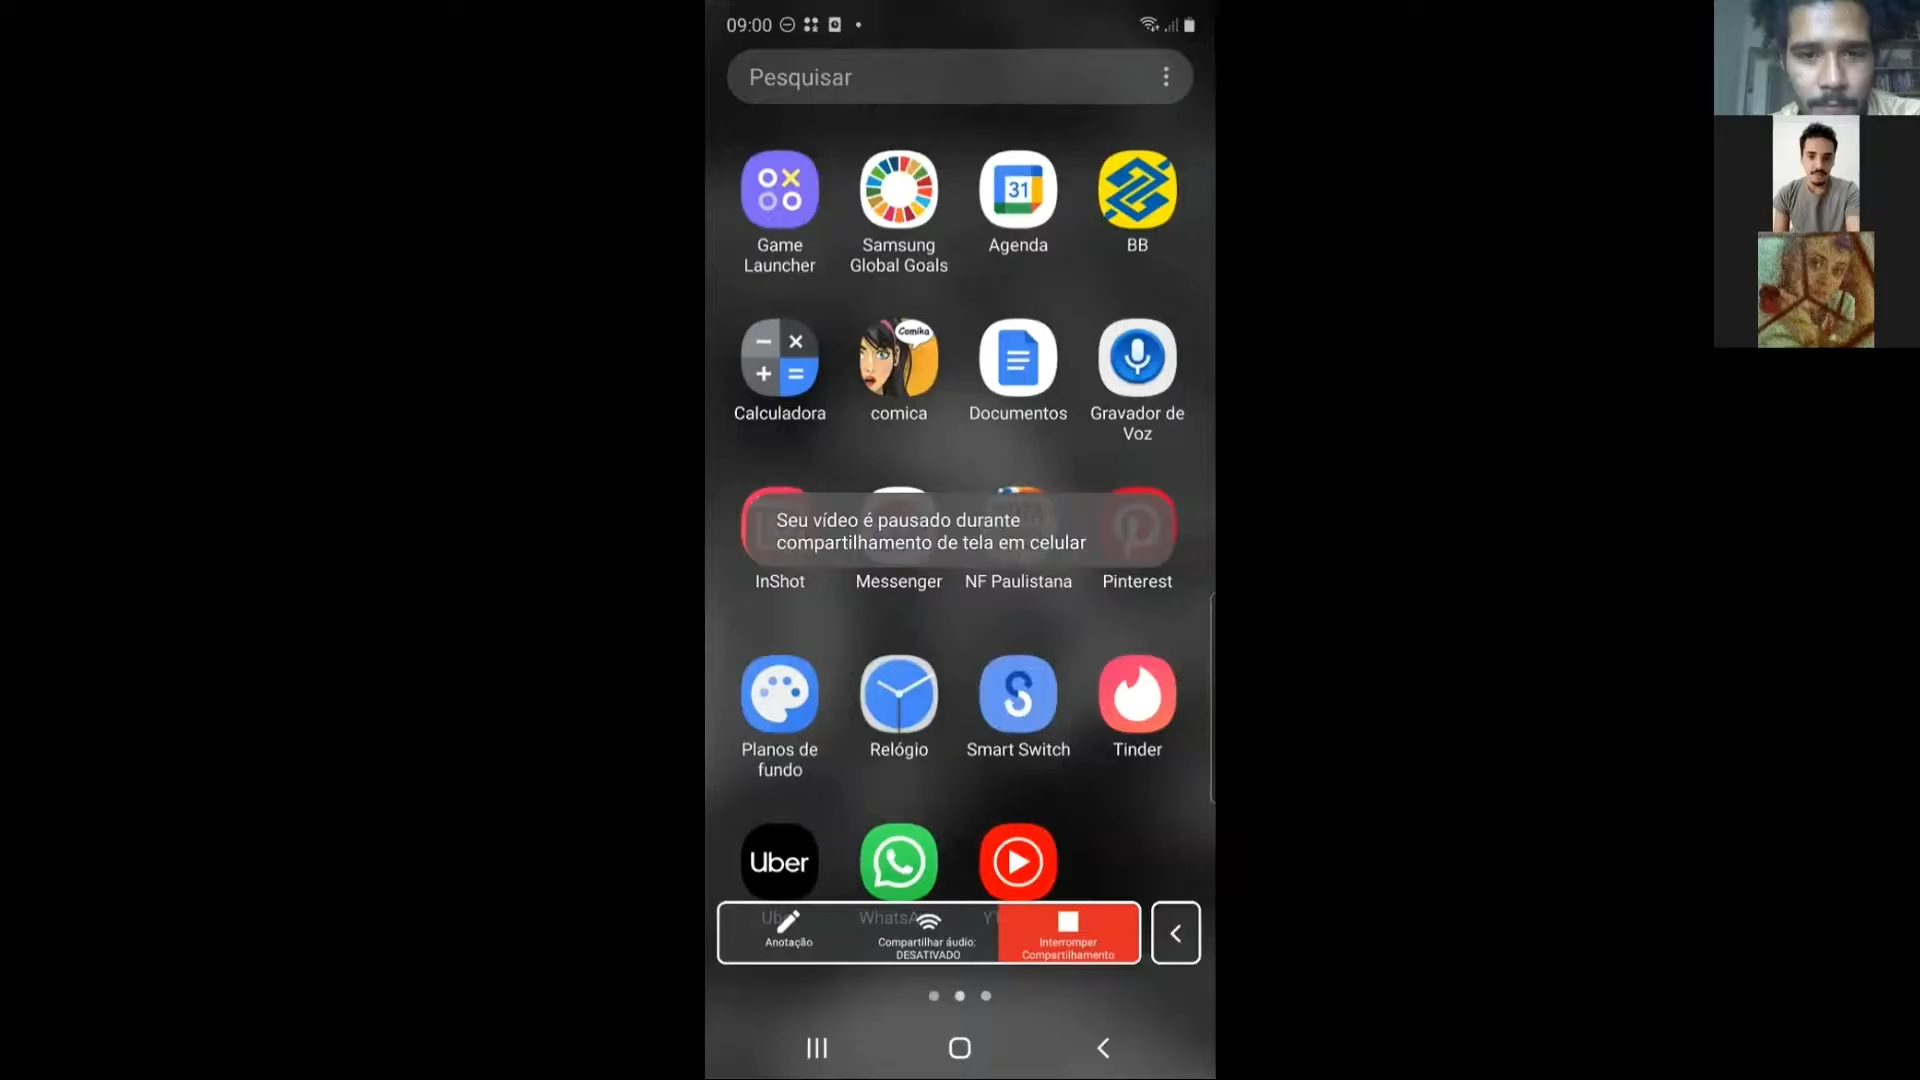 09:00
Pesquisar
31
Game
Launcher
Samsung
Global Goals
Agenda
BB
Comika
Calculadora
comica
Documentos
Gravador de
Voz
Seu vídeo é pausado durante
compartilhamento de tela em celular
InShot
Messenger
NF Paulistana
Pinterest
Planos de
fundo
Relógio
Smart Switch
Tinder
Uber
Anotação
Compartilhar áudio:
DESATIVADO
Interromper
Compartilhamento